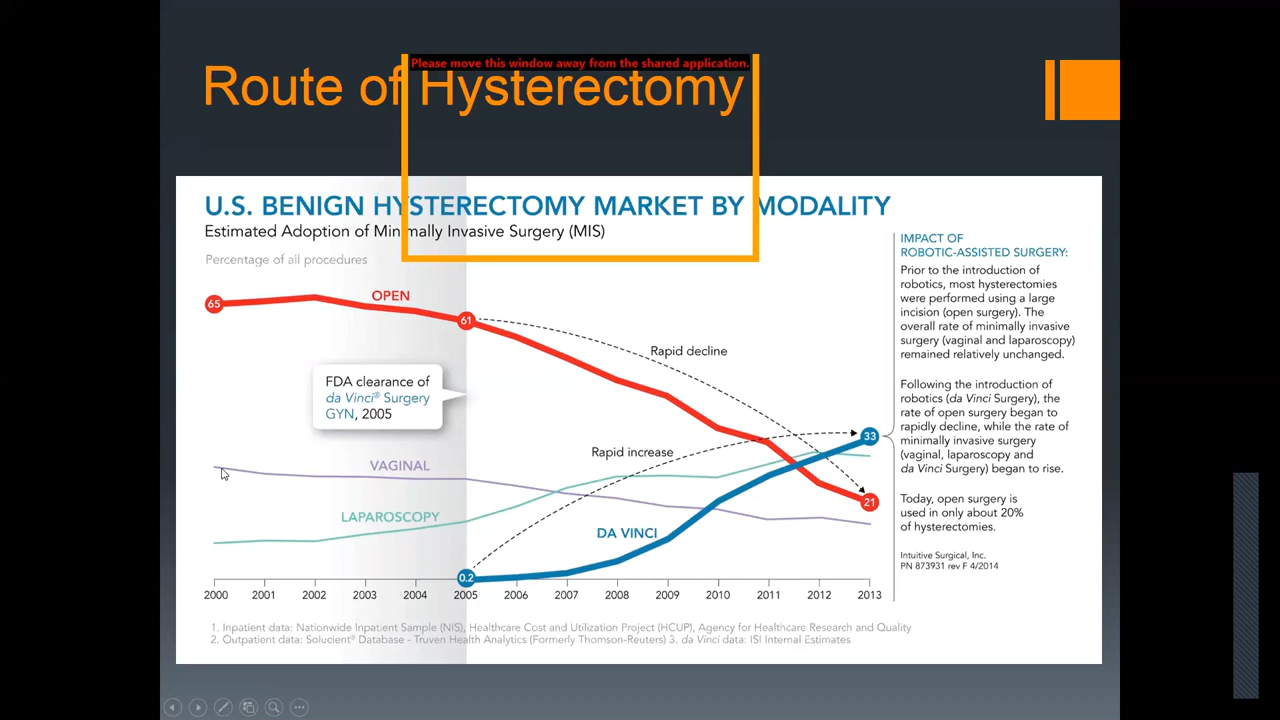 Please move this window away from the shared application.
Route of Hysterectomy
U.S. BENIGN HYSTERECTOMY MARKET BY MODALITY
Estimated Adoption of Minimally Invasive Surgery (MIS)
Percentage of all procedures
65
OPEN
61
Rapid decline
FDA clearance of
da Vinci® Surgery
GYN, 2005
33
Rapid increase
VAGINAL
21
LAPAROSCOPY
DA VINCI
0.2
2000 2001 2002 2003 2004 2005 2006 2007 2008 2009 2010 2011 2012 2013
IMPACT OF
ROBOTIC-ASSISTED SURGERY:
Prior to the introduction of
robotics, most hysterectomies
were performed using a large
incision (open surgery). The
overall rate of minimally invasive
surgery (vaginal and laparoscopy)
remained relatively unchanged.
Following the introduction of
robotics (da Vinci Surgery), the
rate of open surgery began to
rapidly decline, while the rate of
minimally invasive surgery
(vaginal, laparoscopy and
da Vinci Surgery) began to rise.
Today, open surgery is
used in only about 20%
of hysterectomies.
Intuitive Surgical, Inc.
PN 873931 rev F 4/2014
1. Inpatient data: Nationwide Inpatient Sample (NIS), Healthcare Cost and Utilization Project (HCUP), Agency for Healthcare Research and Quality
2. Outpatient data: Solucient® Database - Truven Health Analytics (Formerly Thomson-Reuters) 3. da Vinci data: ISI Internal Estimates